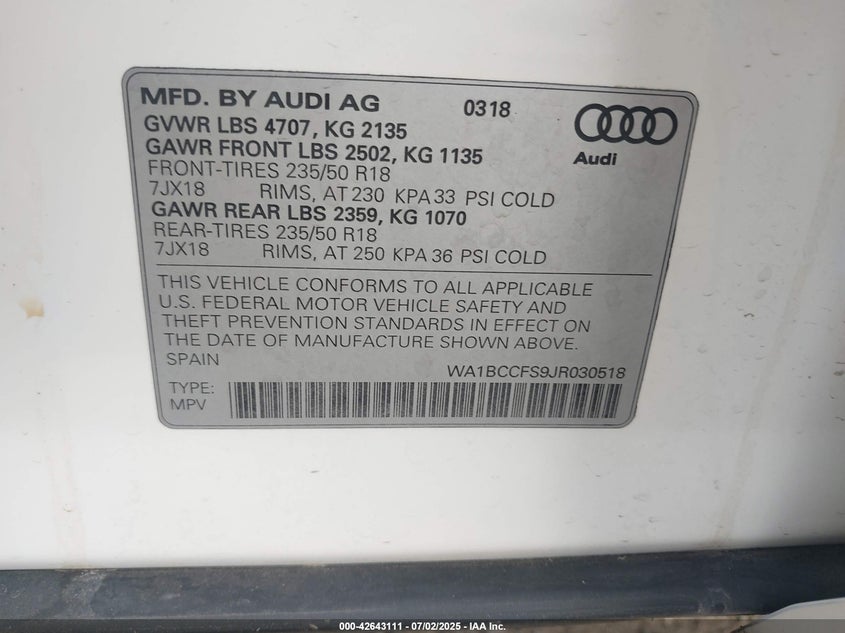 MFD. BY AUDI AG 0318
GVWR LBS 4707, KG 2135
GAWR FRONT LBS 2502, KG 1135
FRONT-TIRES 235/50 R18
7JX18 RIMS, AT 230 KPA 33 PSI COLD
GAWR REAR LBS 2359, KG 1070
REAR-TIRES 235/50 R18
7JX18 RIMS, AT 250 KPA 36 PSI COLD
Audi
THIS VEHICLE CONFORMS TO ALL APPLICABLE
U.S. FEDERAL MOTOR VEHICLE SAFETY AND
THEFT PREVENTION STANDARDS IN EFFECT ON
THE DATE OF MANUFACTURE SHOWN ABOVE.
SPAIN
WA1BCCFS9JR030518
TYPE:
MPV
000-42643111 - 07/02/2025 - IAA Inc.